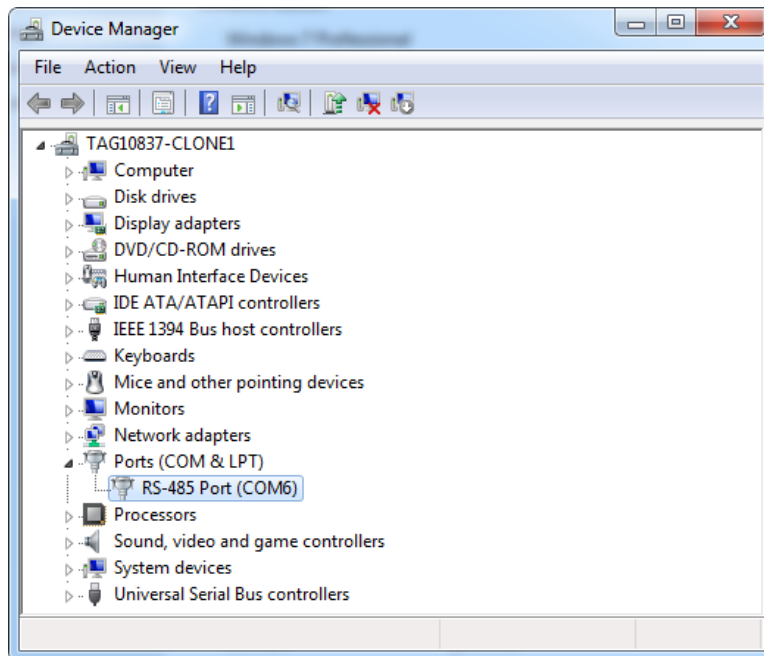 Device Manager
Windows 7 Professional
File Action View Help
TAG10837-CLONE1
Computer
Disk drives
Display adapters
DVD/CD-ROM drives
Human Interface Devices
IDE ATA/ATAPI controllers
IEEE 1394 Bus host controllers
Keyboards
Mice and other pointing devices
Monitors
Network adapters
Ports (COM & LPT)
RS-485 Port (COM6)
Processors
Sound, video and game controllers
System devices
Universal Serial Bus controllers